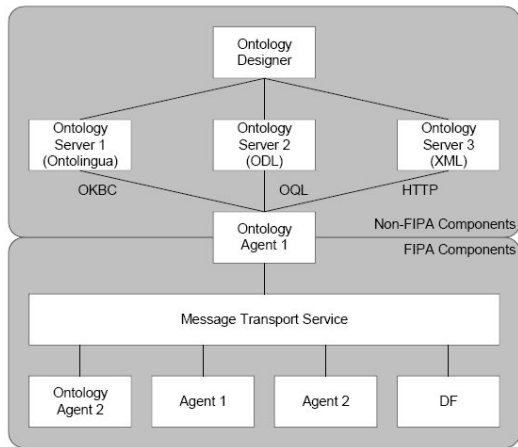 Ontology
Designer
Ontology
Server 1
(Ontolingua)
Ontology
Server 2
(ODL)
Ontology
Server 3
(XML)
OKBC
OQL
HTTP
Ontology
Agent 1
Non-FIPA Components
FIPA Components
Message Transport Service
Ontology
Agent 2
Agent 1
Agent 2
DF